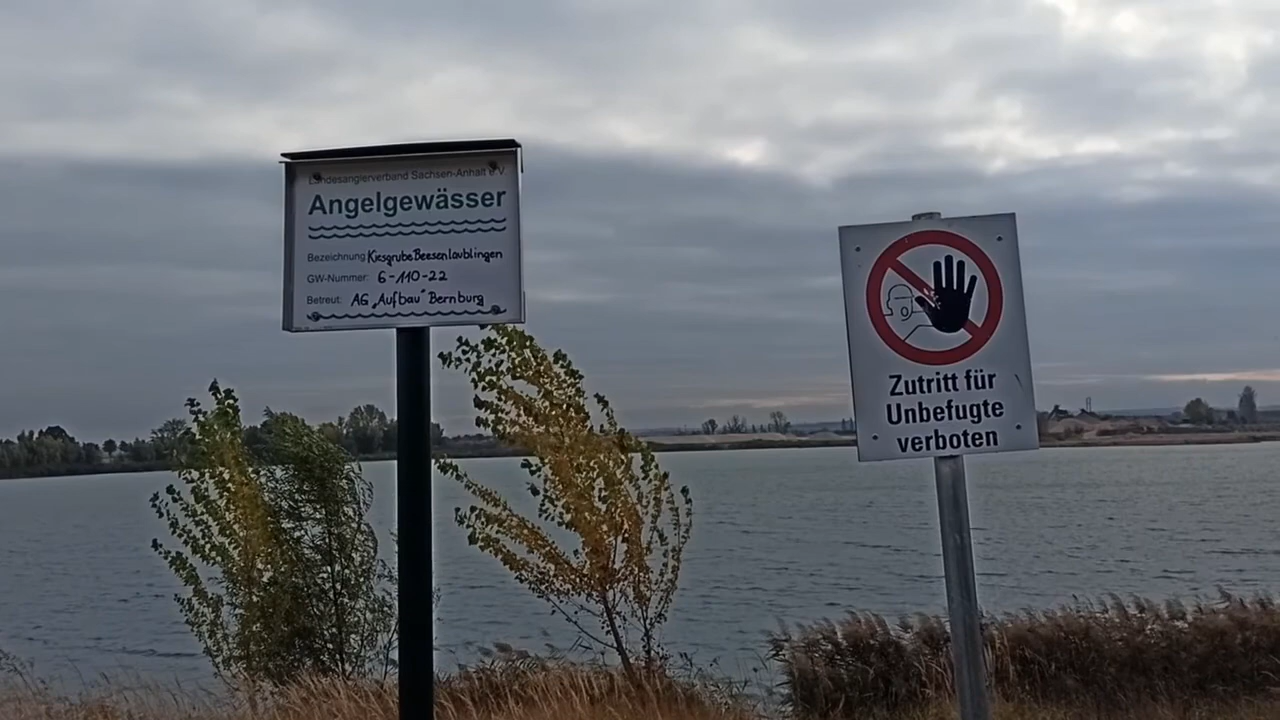 Landesanglerverband Sachsen-Anhalt e.V.
Angelgewässer
Bezeichnung Kiesgrube Beesenlaublingen
GW-Nummer: 6-110-22
Betreut: AG „Aufbau" Bernburg
Zutritt für
Unbefugte
verboten